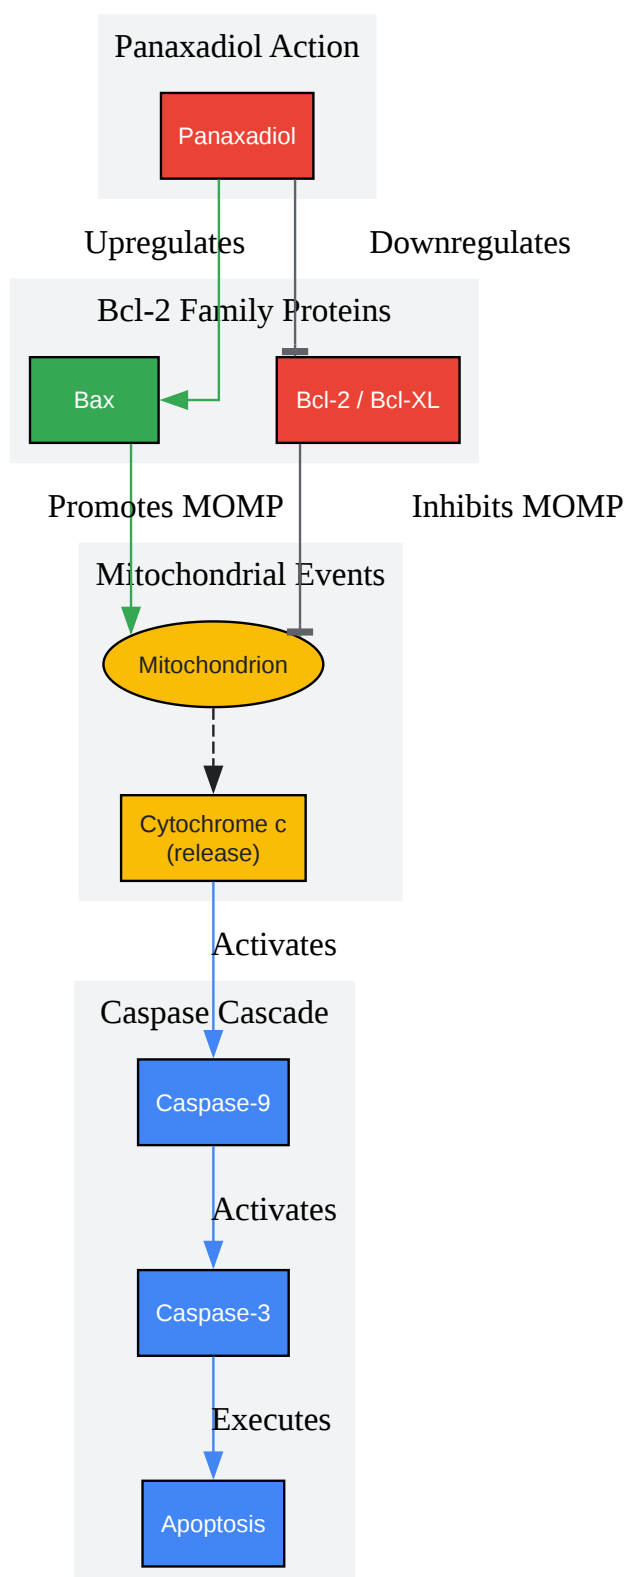 Panaxadiol Action
Panaxadiol
Upregulates
Downregulates
Bcl-2 Family Proteins
Bax
Bcl-2 / Bcl-XL
Promotes MOMP
Inhibits MOMP
Mitochondrial Events
Mitochondrion
Cytochrome c
(release)
Activates
Caspase Cascade
Caspase-9
Activates
Caspase-3
Executes
Apoptosis